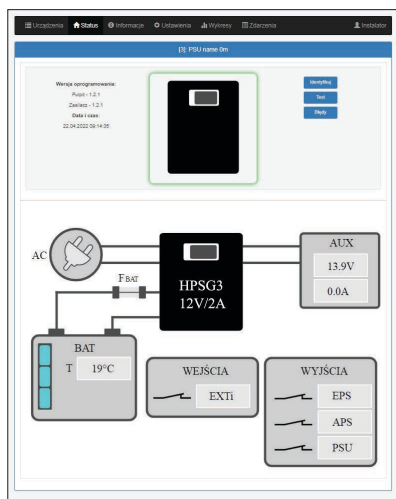 Urządzenia Status Informacje Ustawienia Wykresy Zdarzenia Instalator
[3]: PSU name 0m
Wersja oprogramowania:
Pulpit - 1.2.1
Zasilacz - 1.2.1
Data i czas:
22.04.2022 09:14:35
Identyfikuj
Test
Błędy
AC
FBAT
HPSG3
12V/2A
AUX
13.9V
0.0A
BAT
T 19°C
WEJŚCIA
EXTi
WYJŚCIA
EPS
APS
PSU